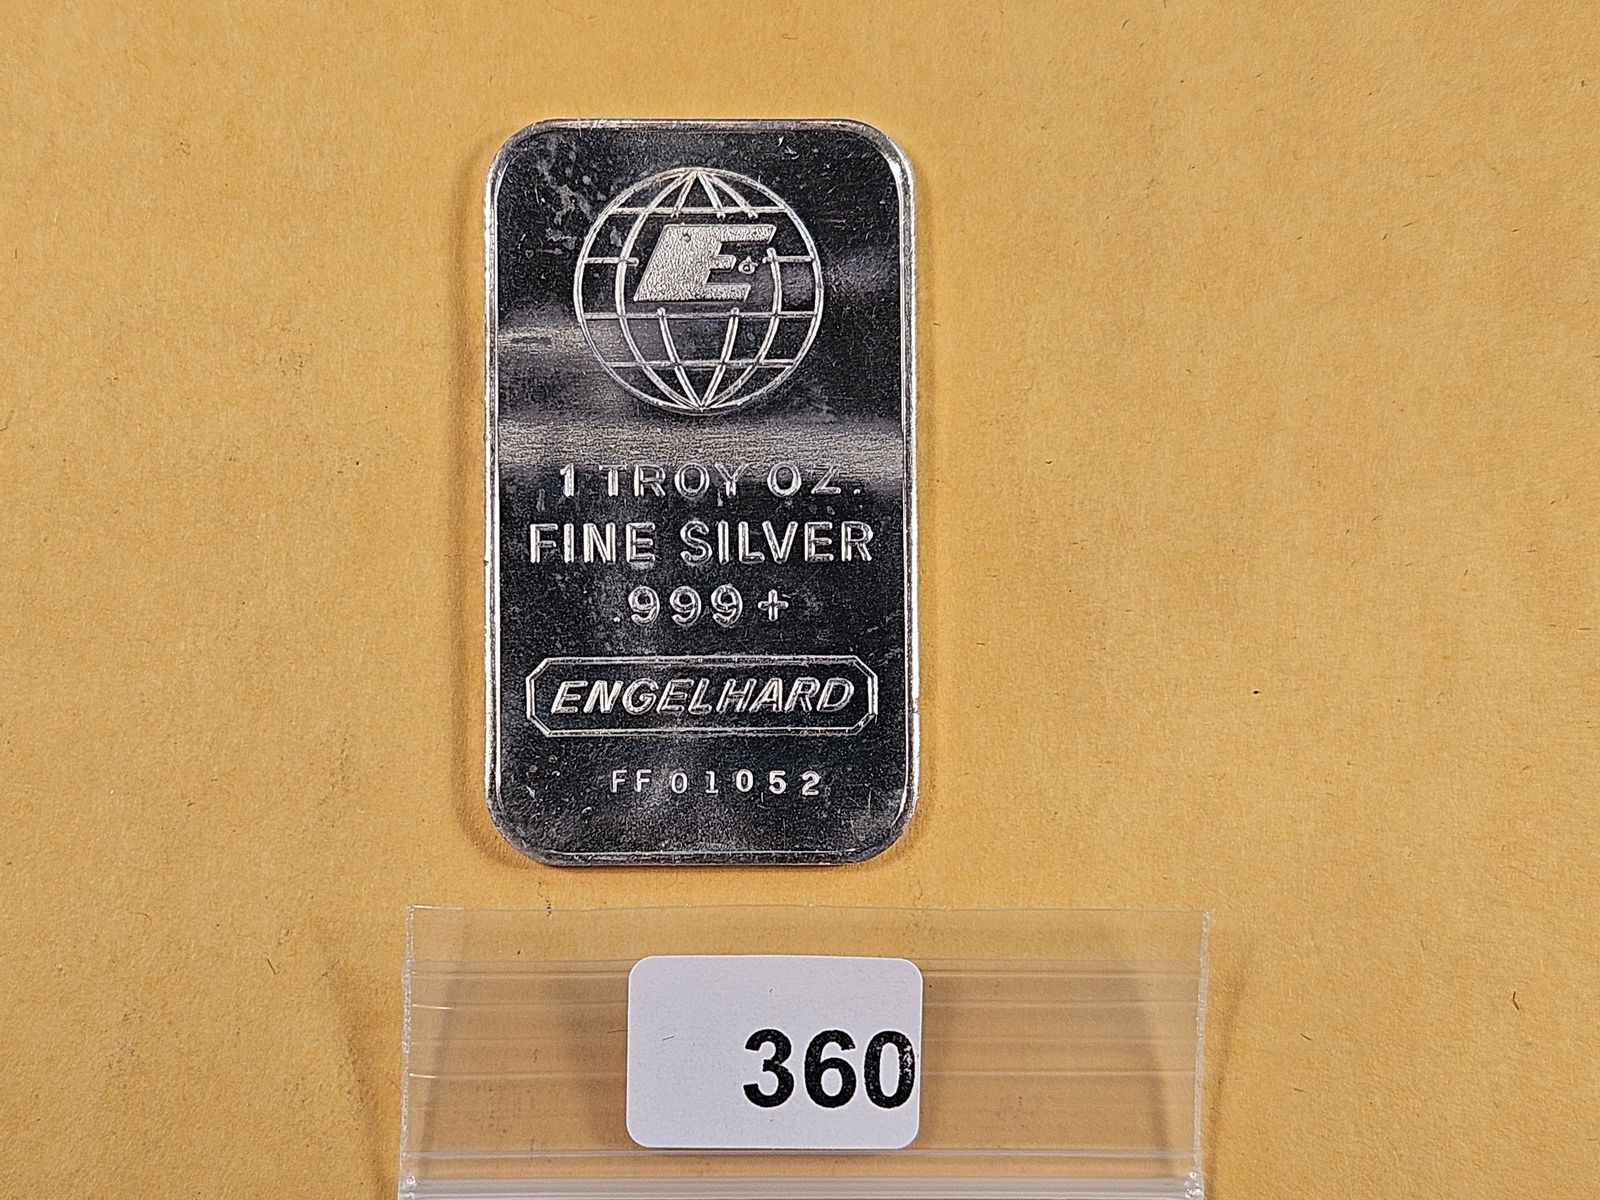 E
1 TROY OZ.
FINE SILVER
.999+
ENGELHARD
FF01052
360